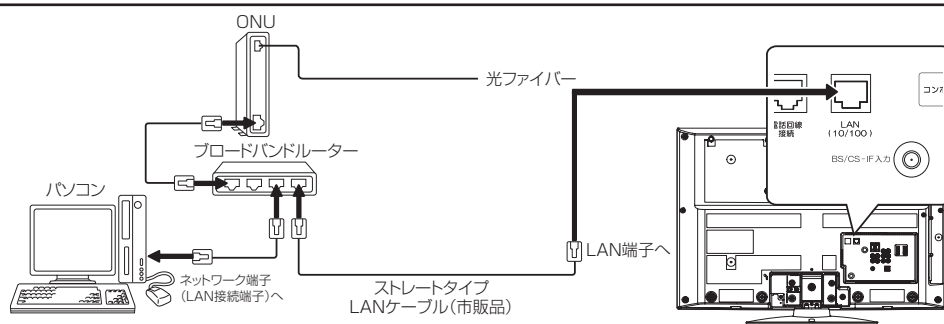 ONU
光ファイバー
ブロードバンドルーター
パソコン
ネットワーク端子
(LAN接続端子)へ
ストレートタイプ
LANケーブル(市販品)
LAN端子へ
電話回線
接続
LAN
(10/100)
BS/CS-IF入力